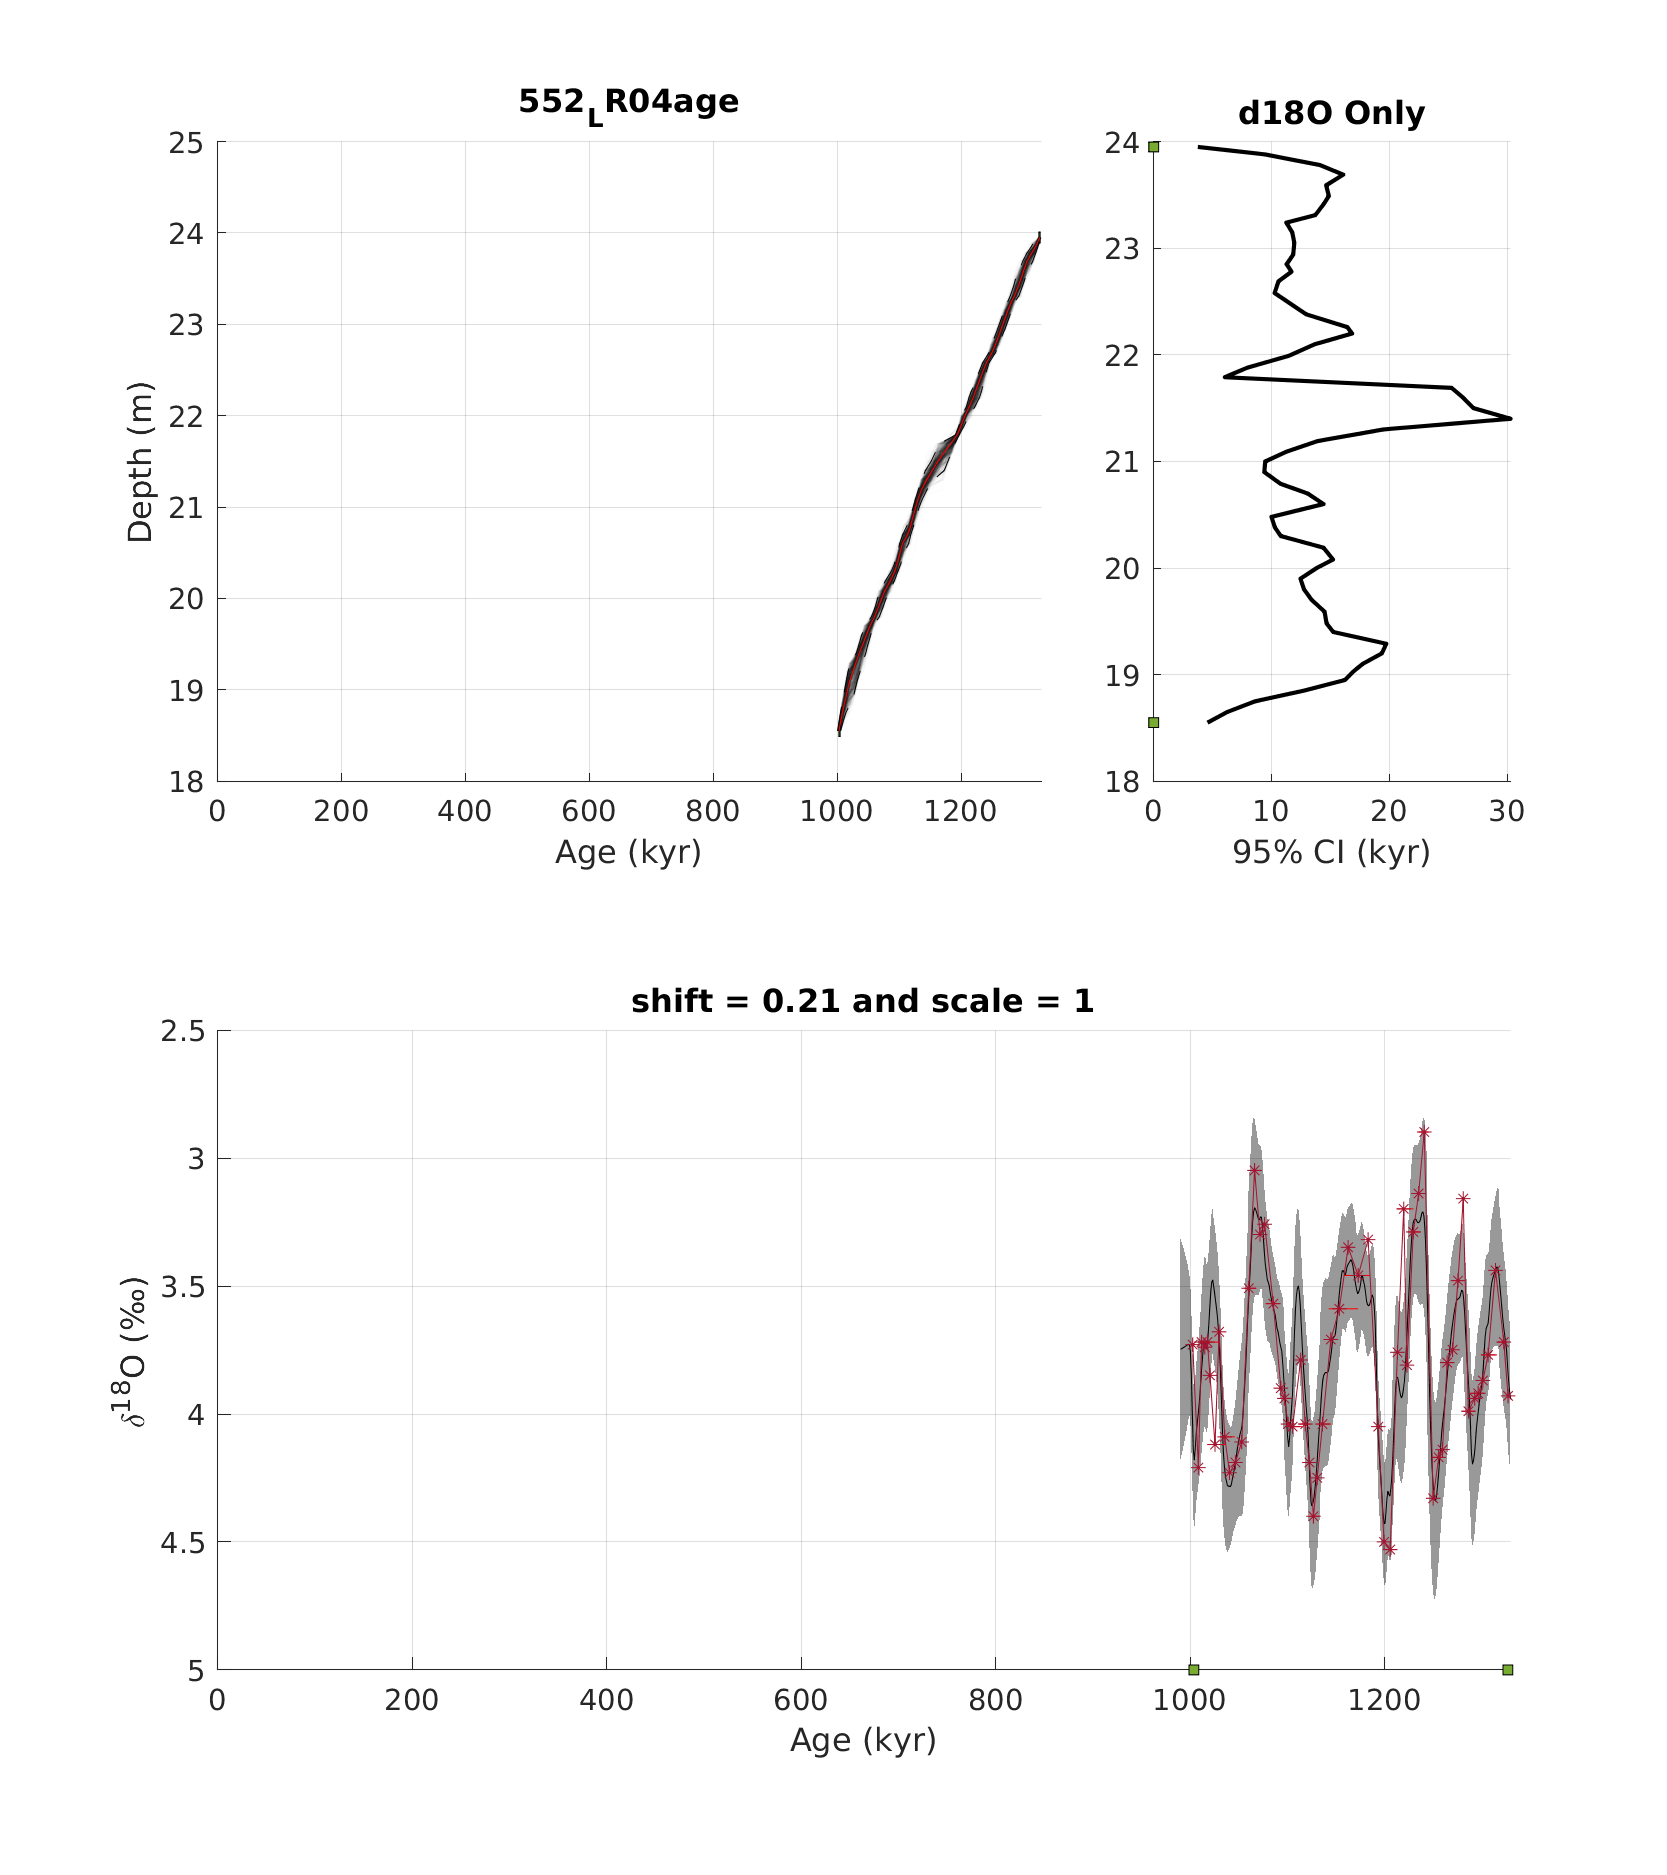 552LR04age
d18O Only
25
24
23
22
21
20
19
18
Depth (m)
0 200 400 600 800 1000 1200
Age (kyr)
24
23
22
21
20
19
18
0 10 20 30
95% CI (kyr)
shift = 0.21 and scale = 1
2.5
3
3.5
4
4.5
5
δ18O (‰)
0 200 400 600 800 1000 1200
Age (kyr)